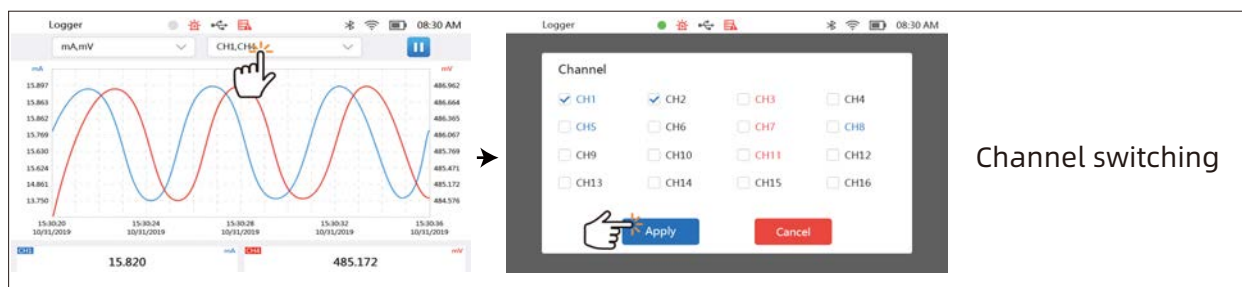 Logger 08:30 AM
mA,mV CH1,CH4
mA mV
15.897 486.962
15.863 486.664
15.862 486.365
15.769 486.067
15.630 485.769
15.624 485.471
14.861 485.172
13.750 484.576
15:30:20 15:30:24 15:30:28 15:30:32 15:30:36
10/31/2019 10/31/2019 10/31/2019 10/31/2019 10/31/2019
CH1 mA CH4 mV
15.820 485.172
Logger 08:30 AM
Channel
CH1 CH2 CH3 CH4
CH5 CH6 CH7 CH8
CH9 CH10 CH11 CH12
CH13 CH14 CH15 CH16
Apply Cancel
Channel switching